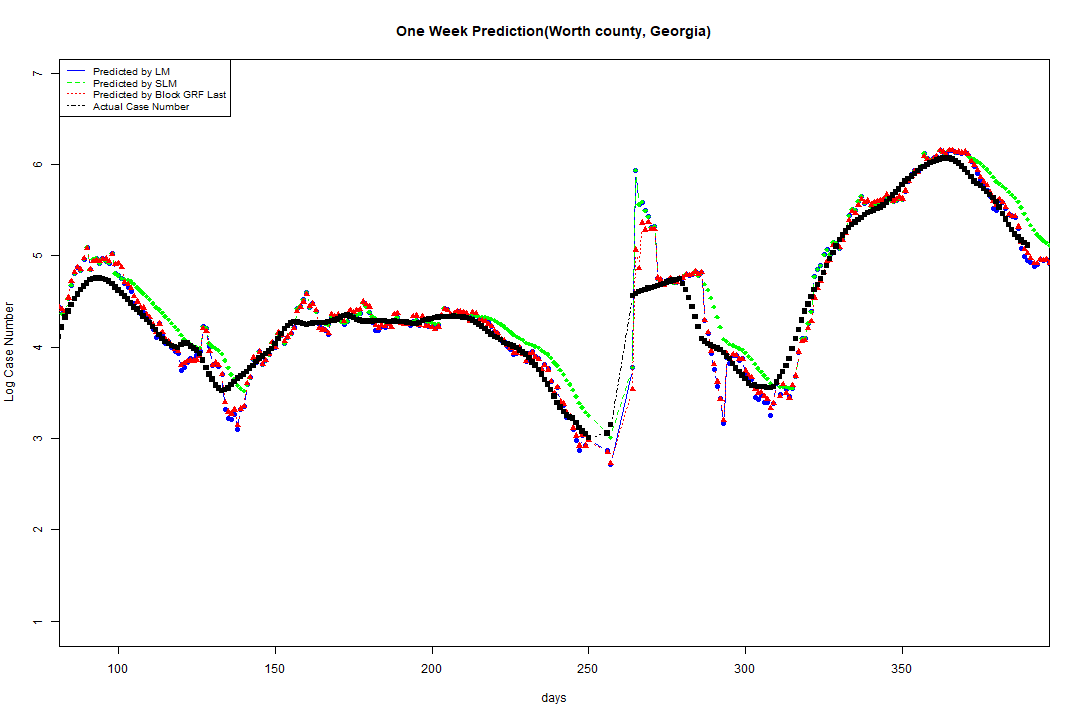 One Week Prediction(Worth county, Georgia)
Predicted by LM
Predicted by SLM
Predicted by Block GRF Last
Actual Case Number
7
6
5
4
3
2
1
Log Case Number
100 150 200 250 300 350
days